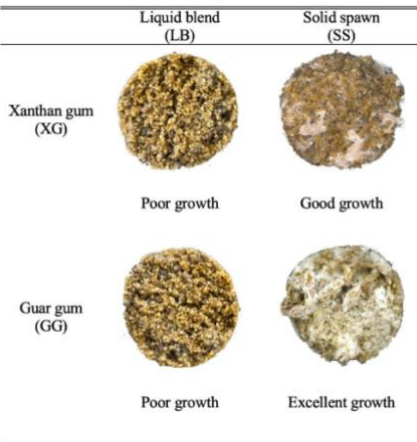 Liquid blend
(LB)
Solid spawn
(SS)
Xanthan gum
(XG)
Poor growth
Good growth
Guar gum
(GG)
Poor growth
Excellent growth